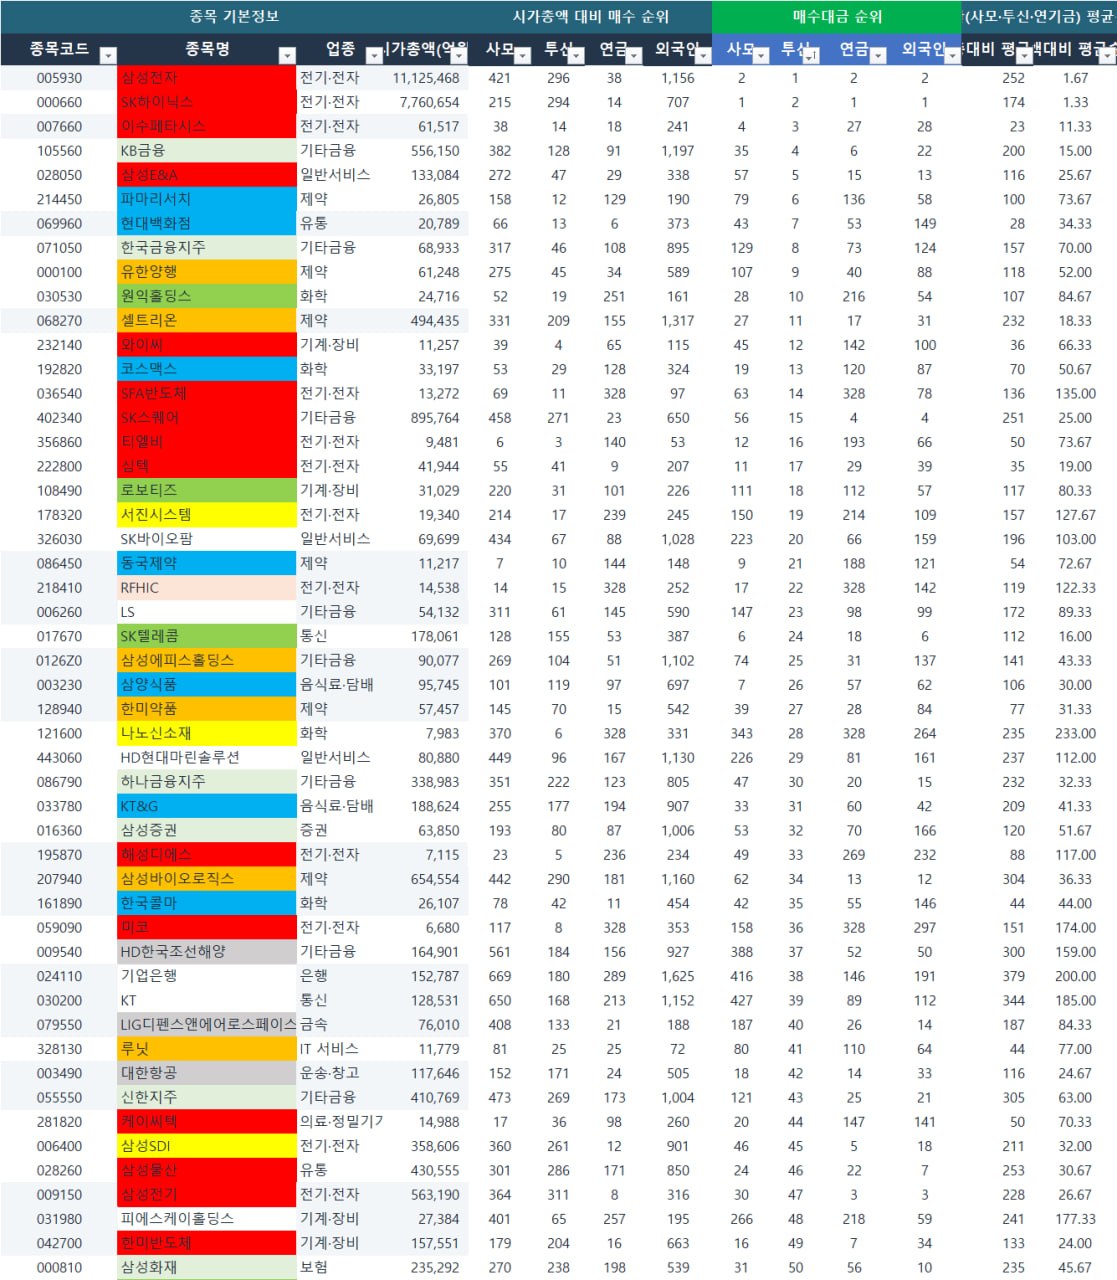 종목 기본정보 시가총액 대비 매수 순위 매수대금 순위 (사모·투신·연기금) 평균
종목코드 종목명 업종 시가총액(억원 사모 투신 연금 외국인 사모 투신 연금 외국인 대비 평균 대비 평균
005930 삼성전자 전기·전자 11,125,468 421 296 38 1,156 2 1 2 2 252 1.67
000660 SK하이닉스 전기·전자 7,760,654 215 294 14 707 1 2 1 1 174 1.33
007660 이수페타시스 전기·전자 61,517 38 14 18 241 4 3 27 28 23 11.33
105560 KB금융 기타금융 556,150 382 128 91 1,197 35 4 6 22 200 15.00
028050 삼성E&A 일반서비스 133,084 272 47 29 338 57 5 15 13 116 25.67
214450 파마리서치 제약 26,805 158 12 129 190 79 6 136 58 100 73.67
069960 현대백화점 유통 20,789 66 13 6 373 43 7 53 149 28 34.33
071050 한국금융지주 기타금융 68,933 317 46 108 895 129 8 73 124 157 70.00
000100 유한양행 제약 61,248 275 45 34 589 107 9 40 88 118 52.00
030530 원익홀딩스 화학 24,716 52 19 251 161 28 10 216 54 107 84.67
068270 셀트리온 제약 494,435 331 209 155 1,317 27 11 17 31 232 18.33
232140 와이씨 기계·장비 11,257 39 4 65 115 45 12 142 100 36 66.33
192820 코스맥스 화학 33,197 53 29 128 324 19 13 120 87 70 50.67
036540 SFA반도체 전기·전자 13,272 69 11 328 97 63 14 328 78 136 135.00
402340 SK스퀘어 기타금융 895,764 458 271 23 650 56 15 4 4 251 25.00
356860 티엘비 전기·전자 9,481 6 3 140 53 12 16 193 66 50 73.67
222800 심텍 전기·전자 41,944 55 41 9 207 11 17 29 39 35 19.00
108490 로보티즈 기계·장비 31,029 220 31 101 226 111 18 112 57 117 80.33
178320 서진시스템 전기·전자 19,340 214 17 239 245 150 19 214 109 157 127.67
326030 SK바이오팜 일반서비스 69,699 434 67 88 1,028 223 20 66 159 196 103.00
086450 동국제약 제약 11,217 7 10 144 148 9 21 188 121 54 72.67
218410 RFHIC 전기·전자 14,538 14 15 328 252 17 22 328 142 119 122.33
006260 LS 기타금융 54,132 311 61 145 590 147 23 98 99 172 89.33
017670 SK텔레콤 통신 178,061 128 155 53 387 6 24 18 6 112 16.00
0126Z0 삼성에피스홀딩스 기타금융 90,077 269 104 51 1,102 74 25 31 137 141 43.33
003230 삼양식품 음식료·담배 95,745 101 119 97 697 7 26 57 62 106 30.00
128940 한미약품 제약 57,457 145 70 15 542 39 27 28 84 77 31.33
121600 나노신소재 화학 7,983 370 6 328 331 343 28 328 264 235 233.00
443060 HD현대마린솔루션 일반서비스 80,880 449 96 167 1,130 226 29 81 161 237 112.00
086790 하나금융지주 기타금융 338,983 351 222 123 805 47 30 20 15 232 32.33
033780 KT&G 음식료·담배 188,624 255 177 194 907 33 31 60 42 209 41.33
016360 삼성증권 증권 63,850 193 80 87 1,006 53 32 70 166 120 51.67
195870 해성디에스 전기·전자 7,115 23 5 236 234 49 33 269 232 88 117.00
207940 삼성바이오로직스 제약 654,554 442 290 181 1,160 62 34 13 12 304 36.33
161890 한국콜마 화학 26,107 78 42 11 454 42 35 55 146 44 44.00
059090 미코 전기·전자 6,680 117 8 328 353 158 36 328 297 151 174.00
009540 HD한국조선해양 기타금융 164,901 561 184 156 927 388 37 52 50 300 159.00
024110 기업은행 은행 152,787 669 180 289 1,625 416 38 146 191 379 200.00
030200 KT 통신 128,531 650 168 213 1,152 427 39 89 112 344 185.00
079550 LIG디펜스앤에어로스페이스 금속 76,010 408 133 21 188 187 40 26 14 187 84.33
328130 루닛 IT 서비스 11,779 81 25 25 72 80 41 110 64 44 77.00
003490 대한항공 운송·창고 117,646 152 171 24 505 18 42 14 33 116 24.67
055550 신한지주 기타금융 410,769 473 269 173 1,004 121 43 25 21 305 63.00
281820 케이씨텍 의료·정밀기기 14,988 17 36 98 260 20 44 147 141 50 70.33
006400 삼성SDI 전기·전자 358,606 360 261 12 901 46 45 5 18 211 32.00
028260 삼성물산 유통 430,555 301 286 171 850 24 46 22 7 253 30.67
009150 삼성전기 전기·전자 563,190 364 311 8 316 30 47 3 3 228 26.67
031980 피에스케이홀딩스 기계·장비 27,384 401 65 257 195 266 48 218 59 241 177.33
042700 한미반도체 기계·장비 157,551 179 204 16 663 16 49 7 34 133 24.00
000810 삼성화재 보험 235,292 270 238 198 539 31 50 56 10 235 45.67